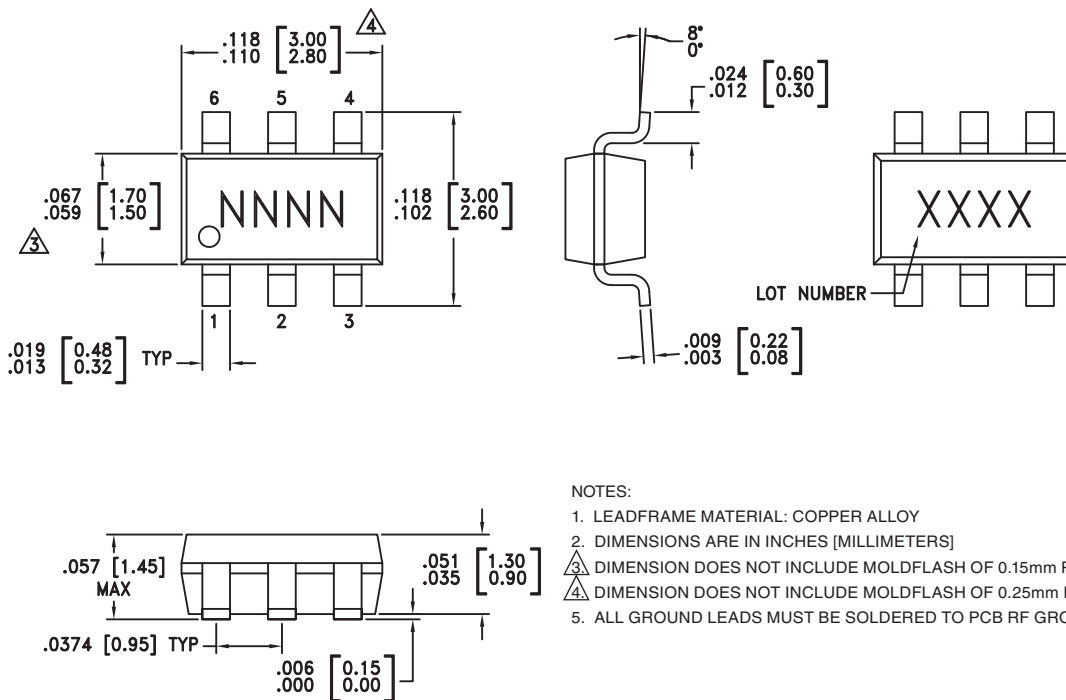 4
.118 [3.00]
.110 [2.80]
6 5 4
.067 [1.70]
.059 [1.50]
3
NNNN
.118 [3.00]
.102 [2.60]
1 2 3
.019 [0.48]
.013 [0.32]
TYP
8°
0°
.024 [0.60]
.012 [0.30]
.009 [0.22]
.003 [0.08]
XXXX
LOT NUMBER
.057 [1.45]
MAX
.051 [1.30]
.035 [0.90]
.0374 [0.95] TYP
.006 [0.15]
.000 [0.00]
NOTES:
1. LEADFRAME MATERIAL: COPPER ALLOY
2. DIMENSIONS ARE IN INCHES [MILLIMETERS]
3. DIMENSION DOES NOT INCLUDE MOLDFLASH OF 0.15mm
4. DIMENSION DOES NOT INCLUDE MOLDFLASH OF 0.25mm
5. ALL GROUND LEADS MUST BE SOLDERED TO PCB RF